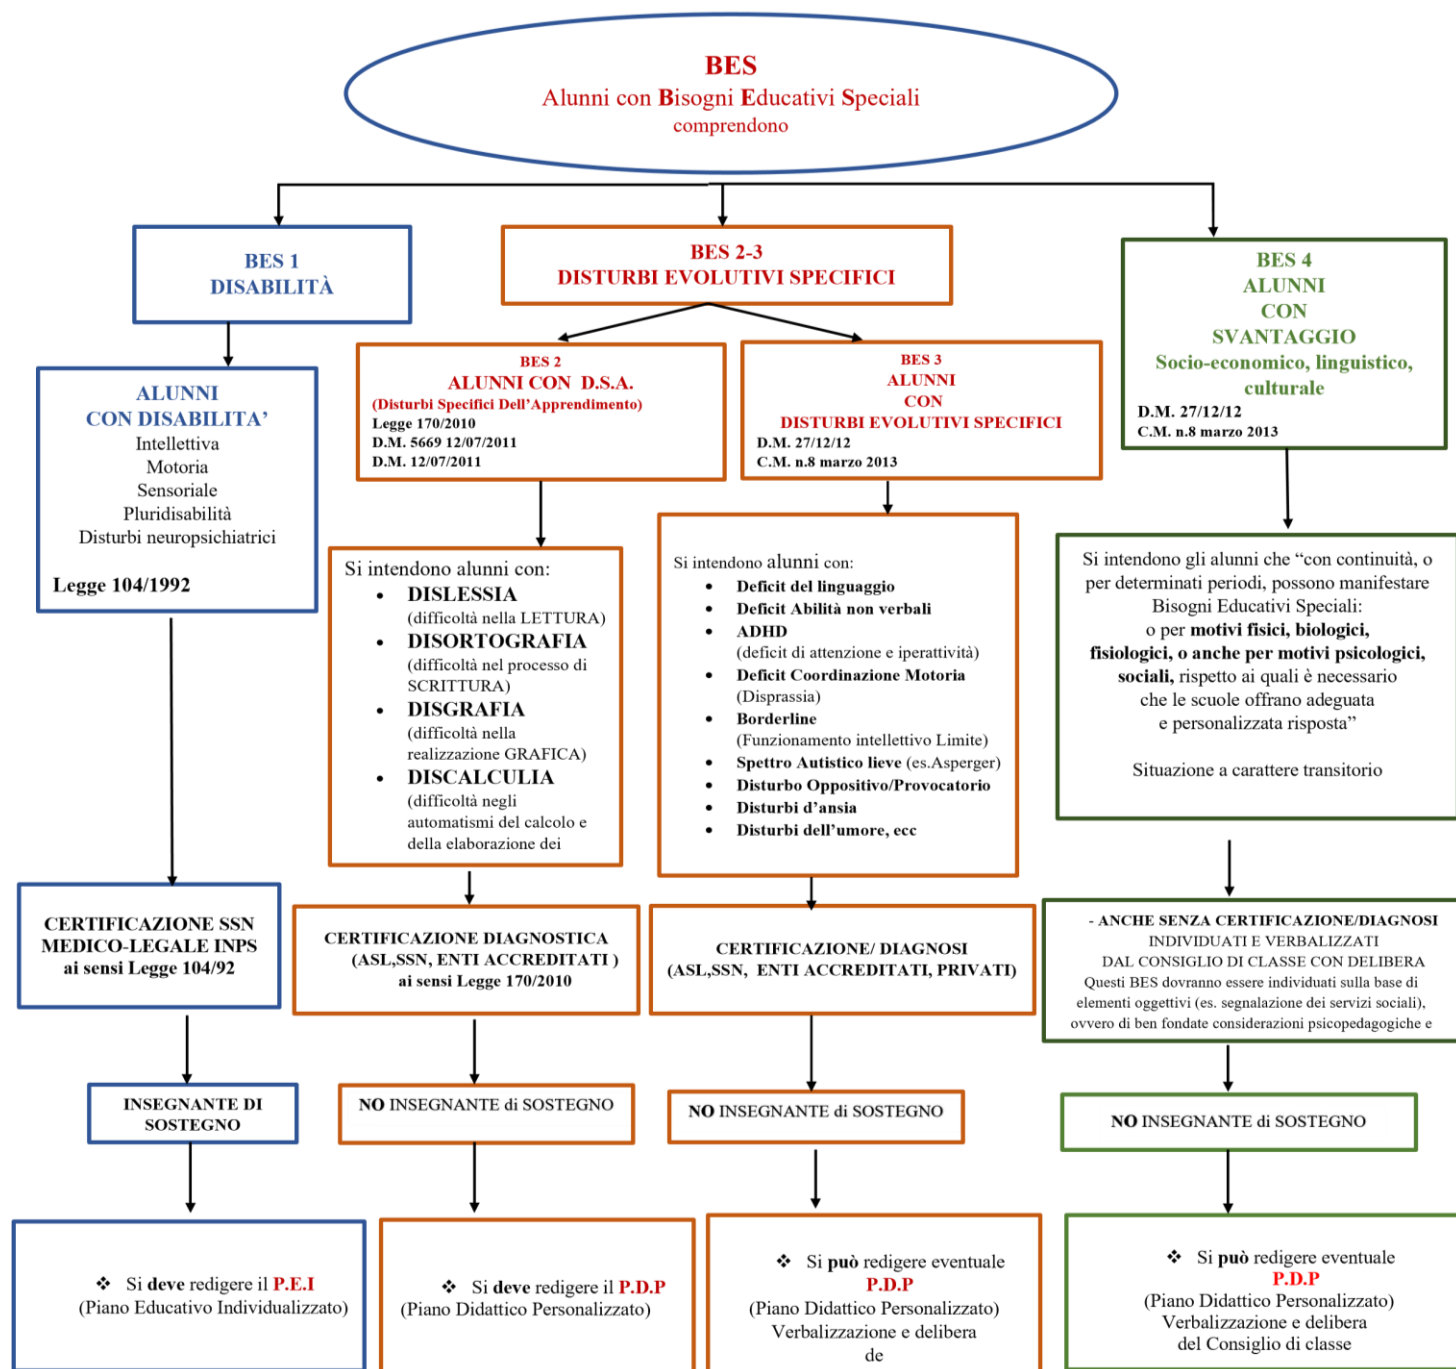 BES
Alunni con Bisogni Educativi Speciali
comprendono
BES 1
DISABILITÀ
ALUNNI
CON DISABILITA’
Intellettiva
Motoria
Sensoriale
Pluridisabilità
Disturbi neuropsichiatrici
Legge 104/1992
CERTIFICAZIONE SSN
MEDICO-LEGALE INPS
ai sensi Legge 104/92
INSEGNANTE DI
SOSTEGNO
❖ Si deve redigere il P.E.I
(Piano Educativo Individualizzato)
BES 2-3
DISTURBI EVOLUTIVI SPECIFICI
BES 2
ALUNNI CON D.S.A.
(Disturbi Specifici Dell’Apprendimento)
Legge 170/2010
D.M. 5669 12/07/2011
D.M. 12/07/2011
Si intendono alunni con:
• DISLESSIA
(difficoltà nella LETTURA)
• DISORTOGRAFIA
(difficoltà nel processo di
SCRITTURA)
• DISGRAFIA
(difficoltà nella
realizzazione GRAFICA)
• DISCALCULIA
(difficoltà negli
automatismi del calcolo e
della elaborazione dei
CERTIFICAZIONE DIAGNOSTICA
(ASL,SSN, ENTI ACCREDITATI )
ai sensi Legge 170/2010
NO INSEGNANTE di SOSTEGNO
❖ Si deve redigere il P.D.P
(Piano Didattico Personalizzato)
BES 3
ALUNNI
CON
DISTURBI EVOLUTIVI SPECIFICI
D.M. 27/12/12
C.M. n.8 marzo 2013
Si intendono alunni con:
• Deficit del linguaggio
• Deficit Abilità non verbali
• ADHD
(deficit di attenzione e iperattività)
• Deficit Coordinazione Motoria
(Disprassia)
• Borderline
(Funzionamento intellettivo Limite)
• Spettro Autistico lieve (es.Asperger)
• Disturbo Oppositivo/Provocatorio
• Disturbi d’ansia
• Disturbi dell’umore, ecc
CERTIFICAZIONE/ DIAGNOSI
(ASL,SSN, ENTI ACCREDITATI, PRIVATI)
NO INSEGNANTE di SOSTEGNO
❖ Si può redigere eventuale
P.D.P
(Piano Didattico Personalizzato)
Verbalizzazione e delibera
de
BES 4
ALUNNI
CON
SVANTAGGIO
Socio-economico, linguistico,
culturale
D.M. 27/12/12
C.M. n.8 marzo 2013
Si intendono gli alunni che “con continuità, o
per determinati periodi, possono manifestare
Bisogni Educativi Speciali:
o per motivi fisici, biologici,
fisiologici, o anche per motivi psicologici,
sociali, rispetto ai quali è necessario
che le scuole offrano adeguata
e personalizzata risposta”
Situazione a carattere transitorio
- ANCHE SENZA CERTIFICAZIONE/DIAGNOSI
INDIVIDUATI E VERBALIZZATI
DAL CONSIGLIO DI CLASSE CON DELIBERA
Questi BES dovranno essere individuati sulla base di
elementi oggettivi (es. segnalazione dei servizi sociali),
ovvero di ben fondate considerazioni psicopedagogiche e
NO INSEGNANTE di SOSTEGNO
❖ Si può redigere eventuale
P.D.P
(Piano Didattico Personalizzato)
Verbalizzazione e delibera
del Consiglio di classe